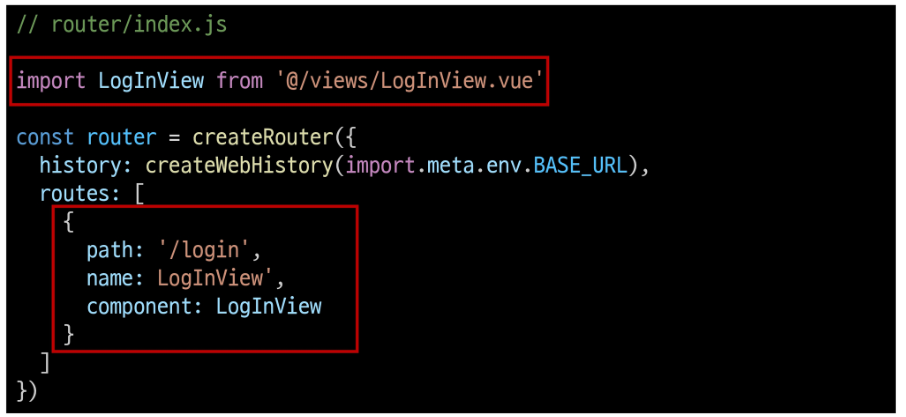 // router/index.js
import LogInView from '@/views/LogInView.vue'
const router = createRouter({
history: createWebHistory(import.meta.env.BASE_URL),
routes: [
{
path: '/login',
name: LogInView',
component: LogInView
}
]
})